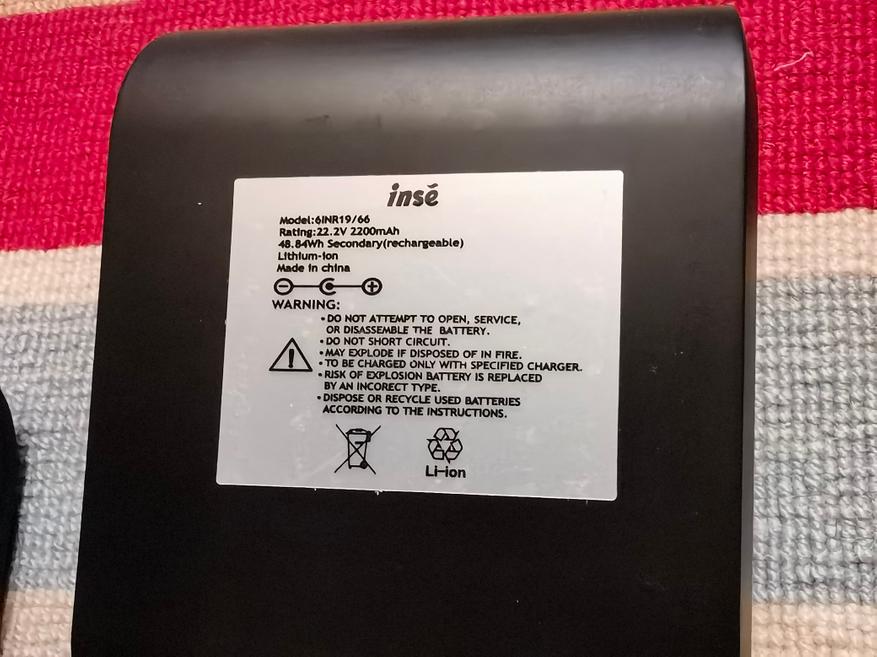 insē
Model:6INR19/66
Rating:22.2V 2200mAh
48.84Wh Secondary(rechargeable)
Lithium-ion
Made in china
WARNING:
• DO NOT ATTEMPT TO OPEN, SERVICE,
OR DISASSEMBLE THE BATTERY.
• DO NOT SHORT CIRCUIT.
• MAY EXPLODE IF DISPOSED OF IN FIRE.
• TO BE CHARGED ONLY WITH SPECIFIED CHARGER.
• RISK OF EXPLOSION BATTERY IS REPLACED
BY AN INCORECT TYPE.
• DISPOSE OR RECYCLE USED BATTERIES
ACCORDING TO THE INSTRUCTIONS.
Li-ion